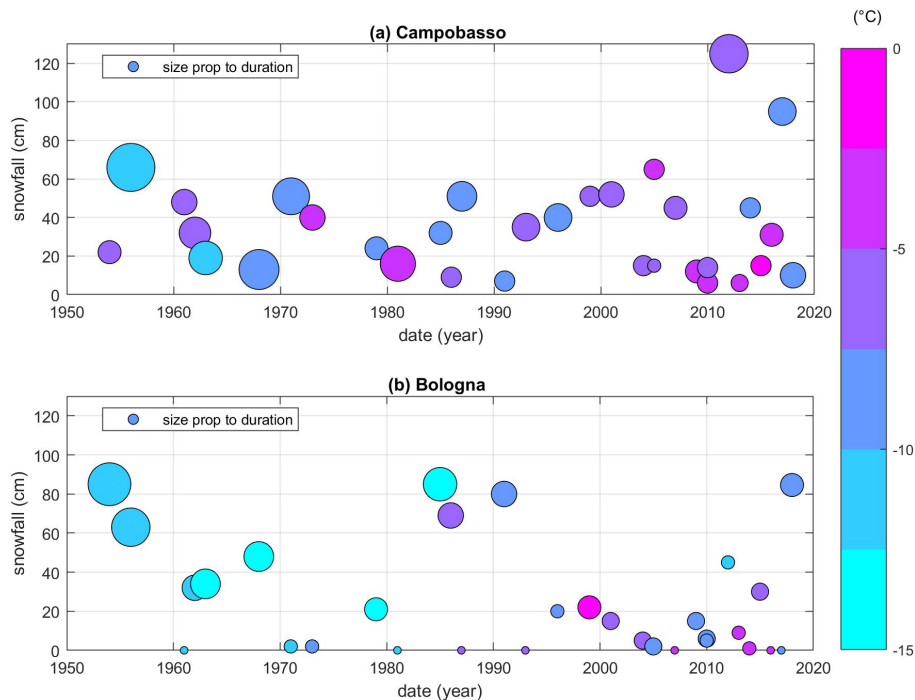 (°C)
(a) Campobasso
size prop to duration
120
100
80
60
40
20
0
snowfall (cm)
1950 1960 1970 1980 1990 2000 2010 2020
date (year)
(b) Bologna
size prop to duration
120
100
80
60
40
20
0
snowfall (cm)
1950 1960 1970 1980 1990 2000 2010 2020
date (year)
0
-5
-10
-15